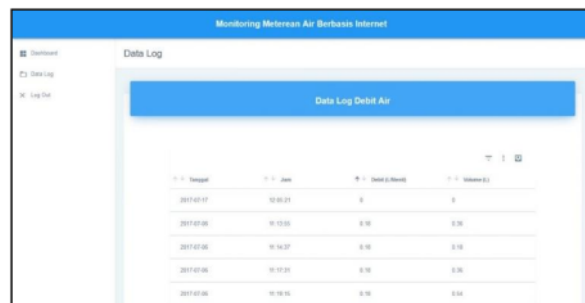 Monitoring Meterean Air Berbasis Internet
Dashboard
Data Log
Data Log
Log Out
Data Log Debit Air
Tanggal Jam Debit (L/Menit) Volume (L)
2017-07-17 12:00:21 0 0
2017-07-06 11:13:55 0.18 0.36
2017-07-06 11:14:37 0.18 0.18
2017-07-06 11:17:31 0.18 0.36
2017-07-06 11:19:15 0.18 0.54